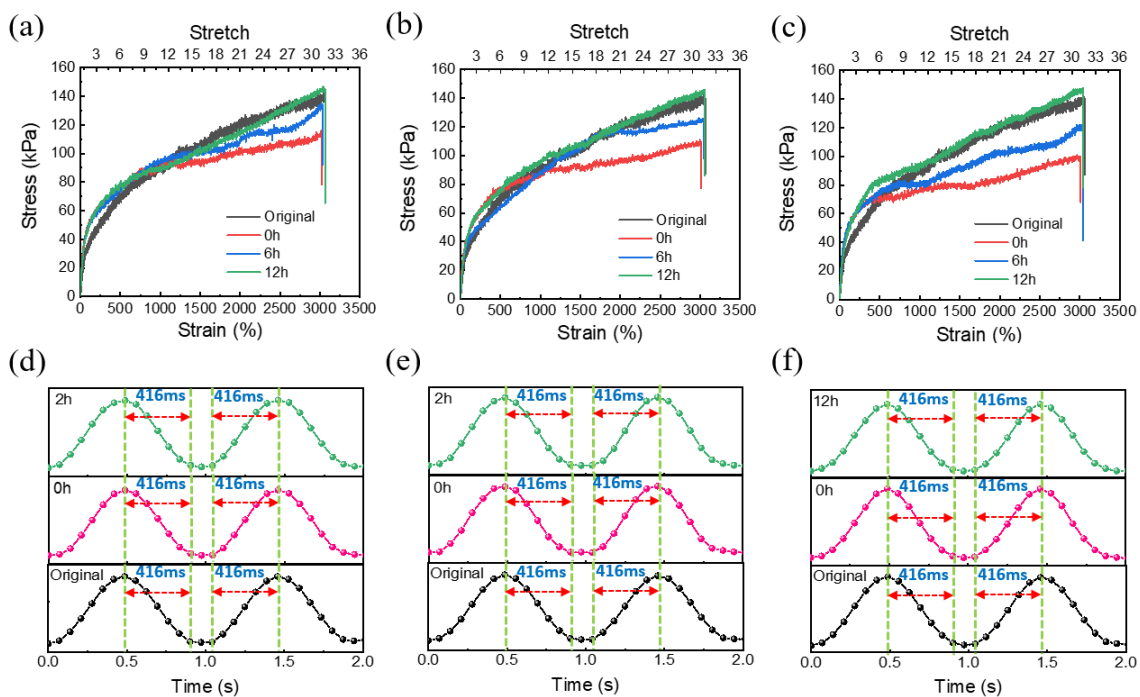 (a)
Stretch
3 6 9 12 15 18 21 24 27 30 33 36
160
140
120
100
80
60
40
20
0
Stress (kPa)
Original
0h
6h
12h
0 500 1000 1500 2000 2500 3000 3500
Strain (%)
(b)
Stretch
3 6 9 12 15 18 21 24 27 30 33 36
160
140
120
100
80
60
40
20
0
Stress (kPa)
Original
0h
6h
12h
0 500 1000 1500 2000 2500 3000 3500
Strain (%)
(c)
Stretch
3 6 9 12 15 18 21 24 27 30 33 36
160
140
120
100
80
60
40
20
0
Stress (kPa)
Original
0h
6h
12h
0 500 1000 1500 2000 2500 3000 3500
Strain (%)
(d)
2h 416ms 416ms
0h 416ms 416ms
Original 416ms 416ms
0.0 0.5 1.0 1.5 2.0
Time (s)
(e)
2h 416ms 416ms
0h 416ms 416ms
Original 416ms 416ms
0.0 0.5 1.0 1.5 2.0
Time (s)
(f)
12h 416ms 416ms
0h 416ms 416ms
Original 416ms 416ms
0.0 0.5 1.0 1.5 2.0
Time (s)